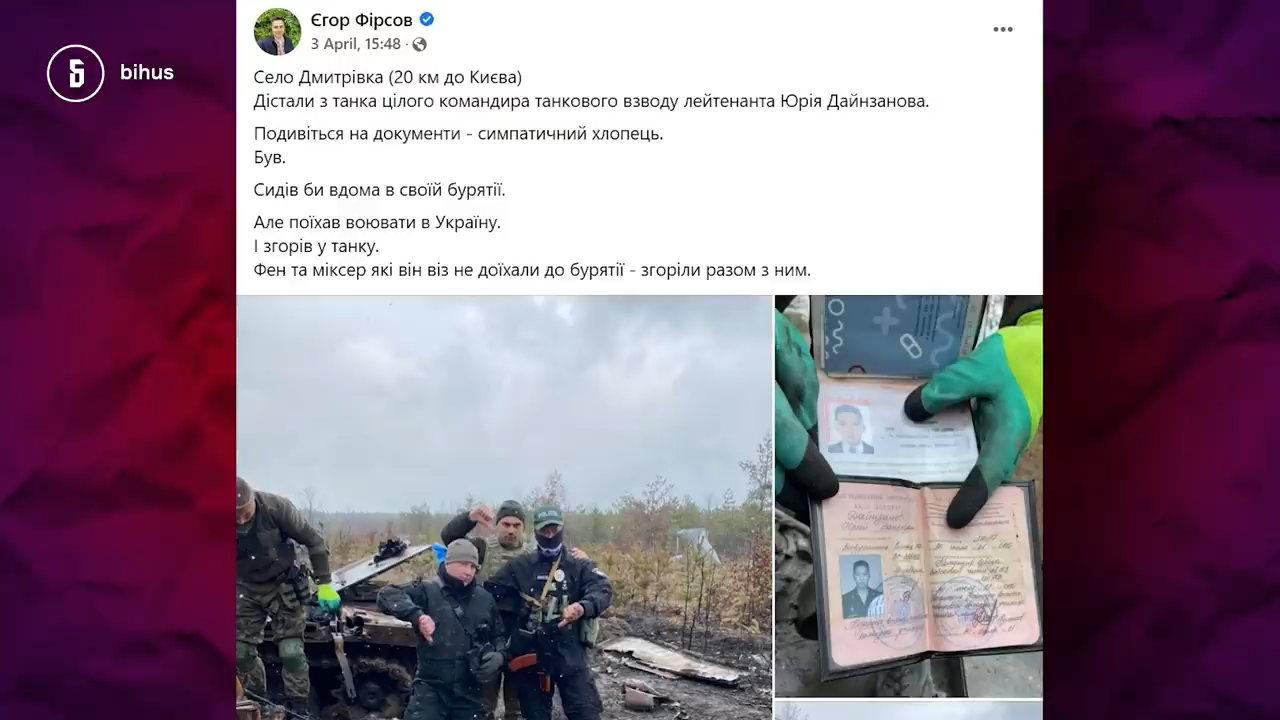 bihus
Єгор Фірсов
3 April, 15:48 ·
Село Дмитрівка (20 км до Києва)
Дістали з танка цілого командира танкового взводу лейтенанта Юрія Дайнзанова.
Подивіться на документи - симпатичний хлопець.
Був.
Сидів би вдома в своїй бурятії.
Але поїхав воювати в Україну.
І згорів у танку.
Фен та міксер які він віз не доїхали до бурятії - згоріли разом з ним.
POLICE